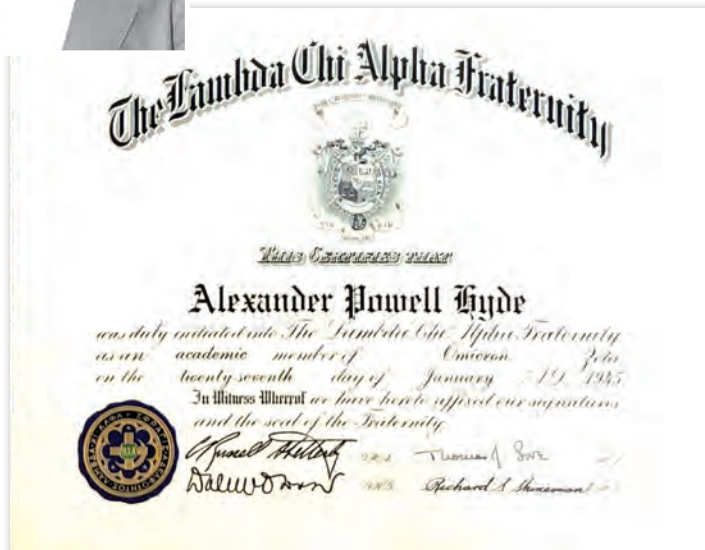 The Lambda Chi Alpha Fraternity
THIS CERTIFIES THAT
Alexander Powell Hyde
was duly initiated into The Lambda Chi Alpha Fraternity
as an academic member of Omicron Zeta
on the twenty-seventh day of January 19 1945
In Witness Whereof we have hereto affixed our signatures
and the seal of the Fraternity.
Thomas J
Richard S